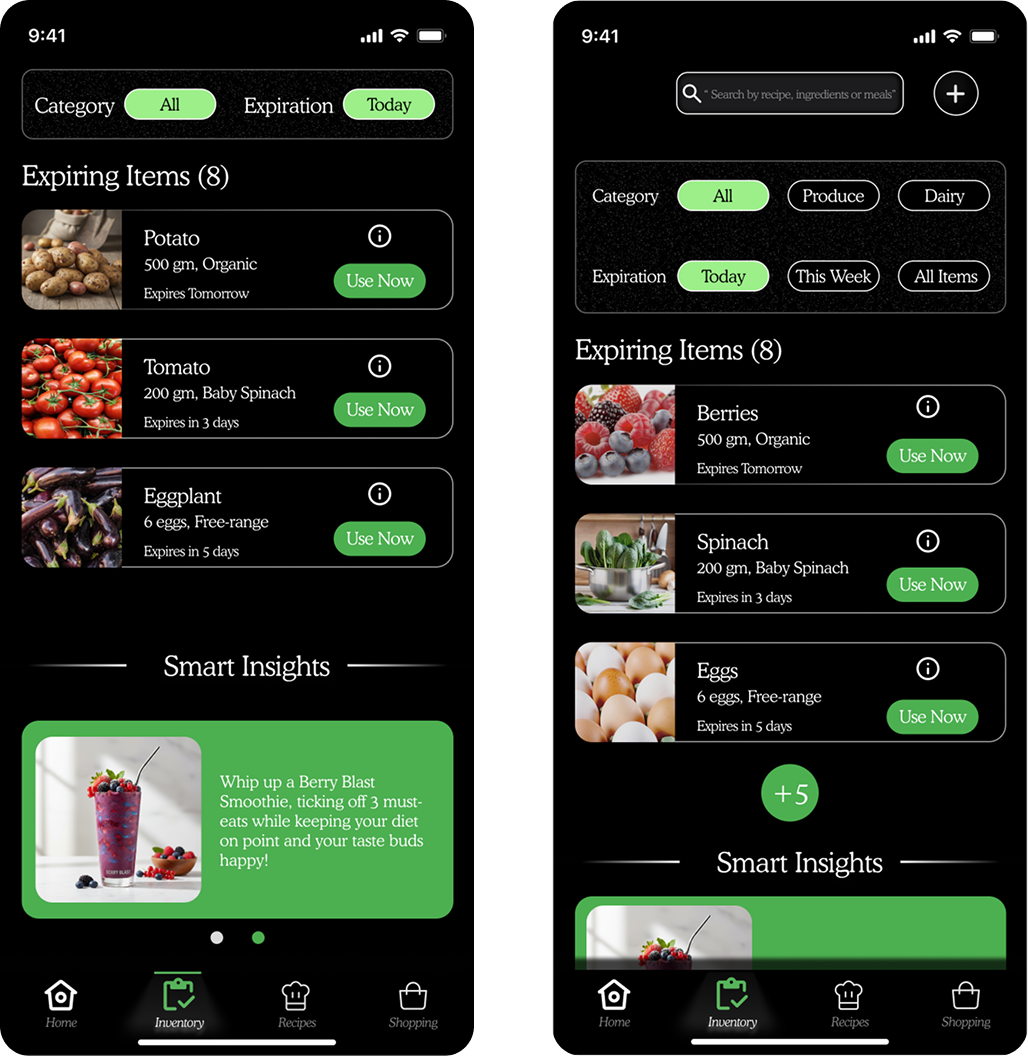 9:41
Category All Expiration Today
Expiring Items (8)
Potato
500 gm, Organic
Expires Tomorrow
Use Now
Tomato
200 gm, Baby Spinach
Expires in 3 days
Use Now
Eggplant
6 eggs, Free-range
Expires in 5 days
Use Now
Smart Insights
BERRY BLAST
Whip up a Berry Blast
Smoothie, ticking off 3 must-
eats while keeping your diet
on point and your taste buds
happy!
Home Inventory Recipes Shopping
9:41
“ Search by recipe, ingredients or meals”
Category All Produce Dairy
Expiration Today This Week All Items
Expiring Items (8)
Berries
500 gm, Organic
Expires Tomorrow
Use Now
Spinach
200 gm, Baby Spinach
Expires in 3 days
Use Now
Eggs
6 eggs, Free-range
Expires in 5 days
Use Now
+5
Smart Insights
Home Inventory Recipes Shopping